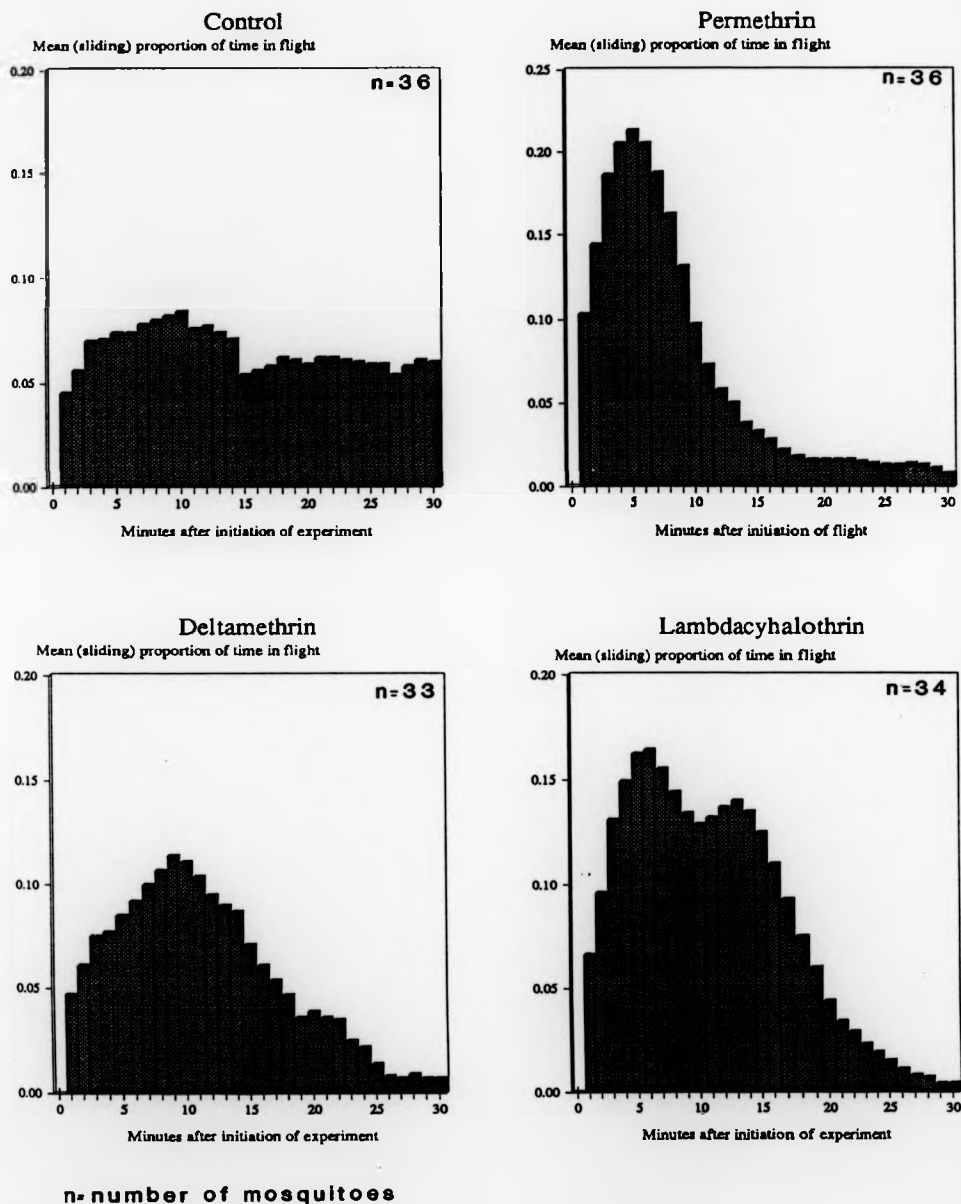 Control
Mean (sliding) proportion of time in flight
n=36
0.20
0.15
0.10
0.05
0.00
0 5 10 15 20 25 30
Minutes after initiation of experiment
Permethrin
Mean (sliding) proportion of time in flight
n=36
0.25
0.20
0.15
0.10
0.05
0.00
0 5 10 15 20 25 30
Minutes after initiation of flight
Deltamethrin
Mean (sliding) proportion of time in flight
n=33
0.20
0.15
0.10
0.05
0.00
0 5 10 15 20 25 30
Minutes after initiation of experiment
Lambdacyhalothrin
Mean (sliding) proportion of time in flight
n=34
0.20
0.15
0.10
0.05
0.00
0 5 10 15 20 25 30
Minutes after initiation of experiment
n=number of mosquitoes